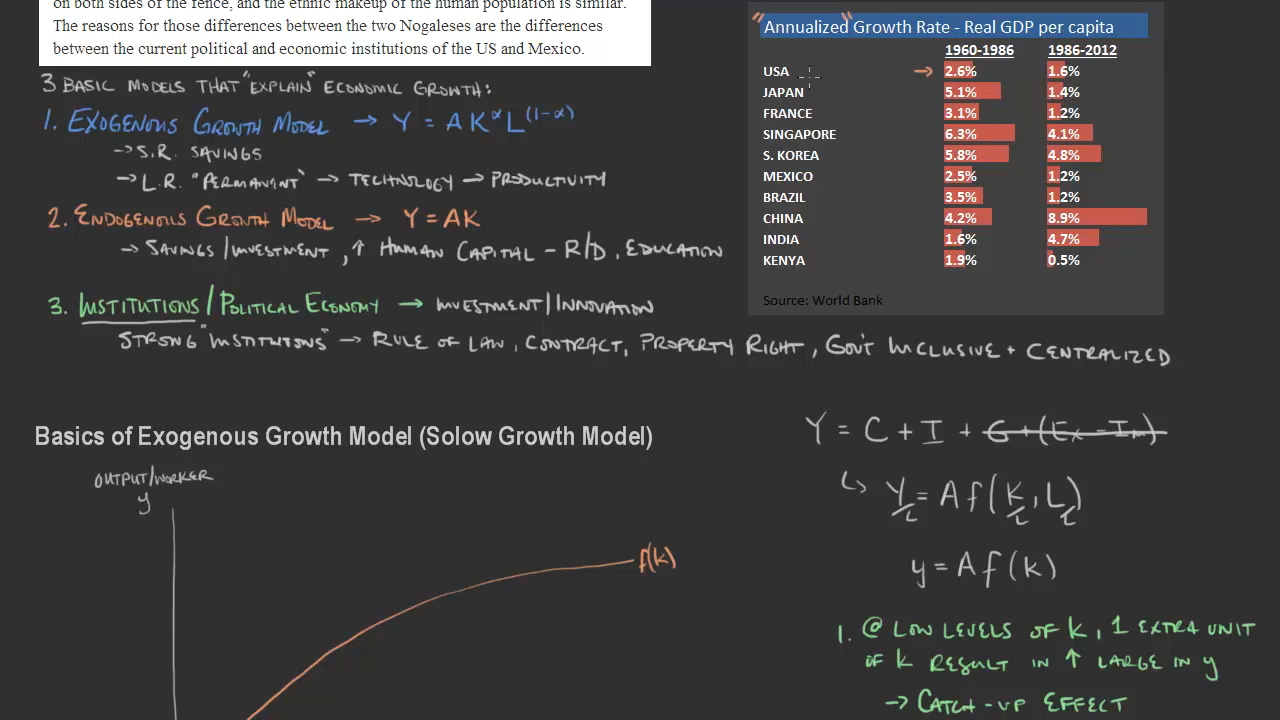 on both sides of the fence, and the ethnic makeup of the human population is similar.
The reasons for those differences between the two Nogaleses are the differences
between the current political and economic institutions of the US and Mexico.
3 BASIC MODELS THAT "EXPLAIN" ECONOMIC GROWTH:
1. EXOGENOUS GROWTH MODEL → Y = A K^α L^(1-α)
→ S.R. SAVINGS
→ L.R. "PERMANINT" → TECHNOLOGY → PRODUCTIVITY
2. ENDOGENOUS GROWTH MODEL → Y = AK
→ SAVINGS/INVESTMENT, ↑ HUMAN CAPITAL - R/D, EDUCATION
3. INSTITUTIONS/POLITICAL ECONOMY → INVESTMENT/INNOVATION
STRONG "INSTITUTIONS" → RULE OF LAW, CONTRACT, PROPERTY RIGHT, GOV'T INCLUSIVE + CENTRALIZED
"Annualized" Growth Rate - Real GDP per capita
1960-1986 1986-2012
USA → 2.6% 1.6%
JAPAN 5.1% 1.4%
FRANCE 3.1% 1.2%
SINGAPORE 6.3% 4.1%
S. KOREA 5.8% 4.8%
MEXICO 2.5% 1.2%
BRAZIL 3.5% 1.2%
CHINA 4.2% 8.9%
INDIA 1.6% 4.7%
KENYA 1.9% 0.5%
Source: World Bank
Basics of Exogenous Growth Model (Solow Growth Model)
OUTPUT/WORKER
y
f(k)
Y = C + I + G + (Ex - Im)
↳ Y/L = A f(K/L, L/L)
y = A f(k)
1. @ LOW LEVELS OF k, 1 EXTRA UNIT
OF k RESULT IN ↑ LARGE IN y
→ CATCH-UP EFFECT